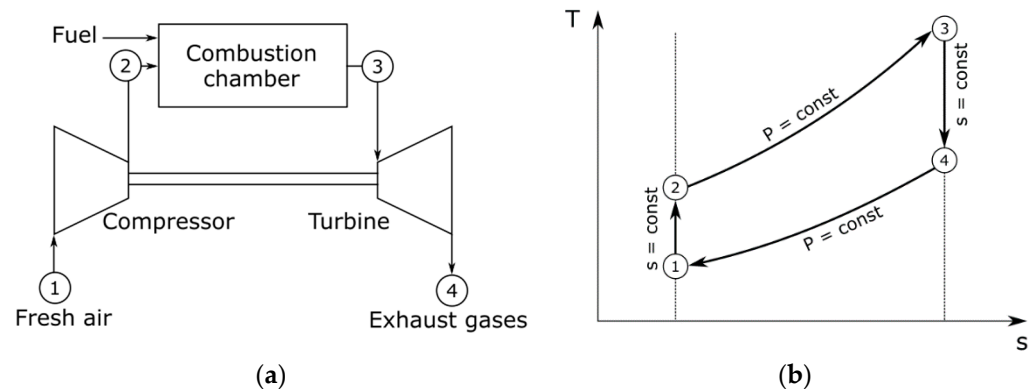 Fuel
2
Combustion
chamber
3
Compressor
Turbine
1
Fresh air
4
Exhaust gases
(a)
T
3
P = const
s = const
4
2
s = const
P = const
1
s
(b)